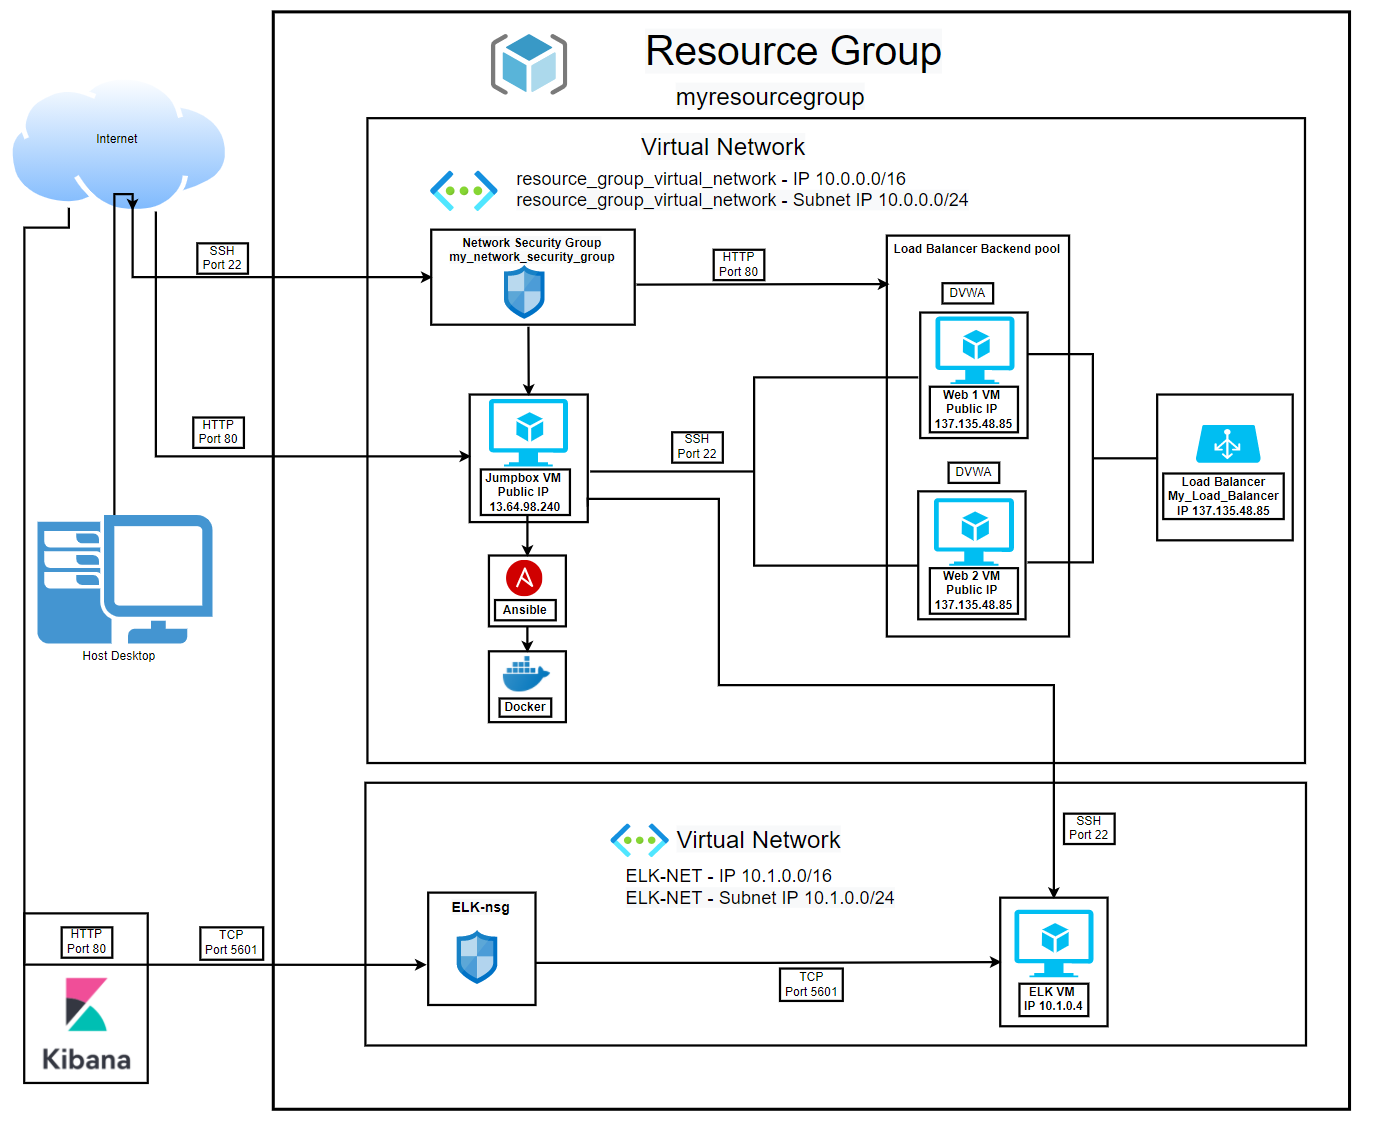 Resource Group
myresourcegroup
Internet
Virtual Network
resource_group_virtual_network - IP 10.0.0.0/16
resource_group_virtual_network - Subnet IP 10.0.0.0/24
SSH
Port 22
Network Security Group
my_network_security_group
HTTP
Port 80
Load Balancer Backend pool
DVWA
Web 1 VM
Public IP
137.135.48.85
HTTP
Port 80
Jumpbox VM
Public IP
13.64.98.240
SSH
Port 22
DVWA
Web 2 VM
Public IP
137.135.48.85
Load Balancer
My_Load_Balancer
IP 137.135.48.85
Ansible
Docker
Host Desktop
SSH
Port 22
Virtual Network
ELK-NET - IP 10.1.0.0/16
ELK-NET - Subnet IP 10.1.0.0/24
HTTP
Port 80
TCP
Port 5601
ELK-nsg
TCP
Port 5601
ELK VM
IP 10.1.0.4
Kibana